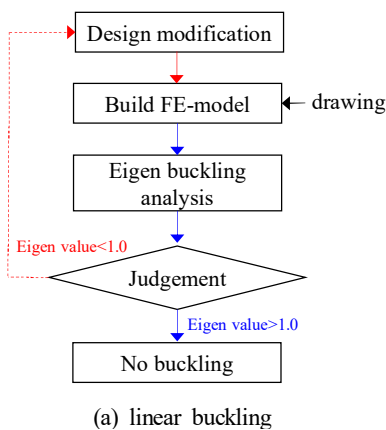 Design modification
Build FE-model
drawing
Eigen buckling
analysis
Eigen value<1.0
Judgement
Eigen value>1.0
No buckling
(a) linear buckling